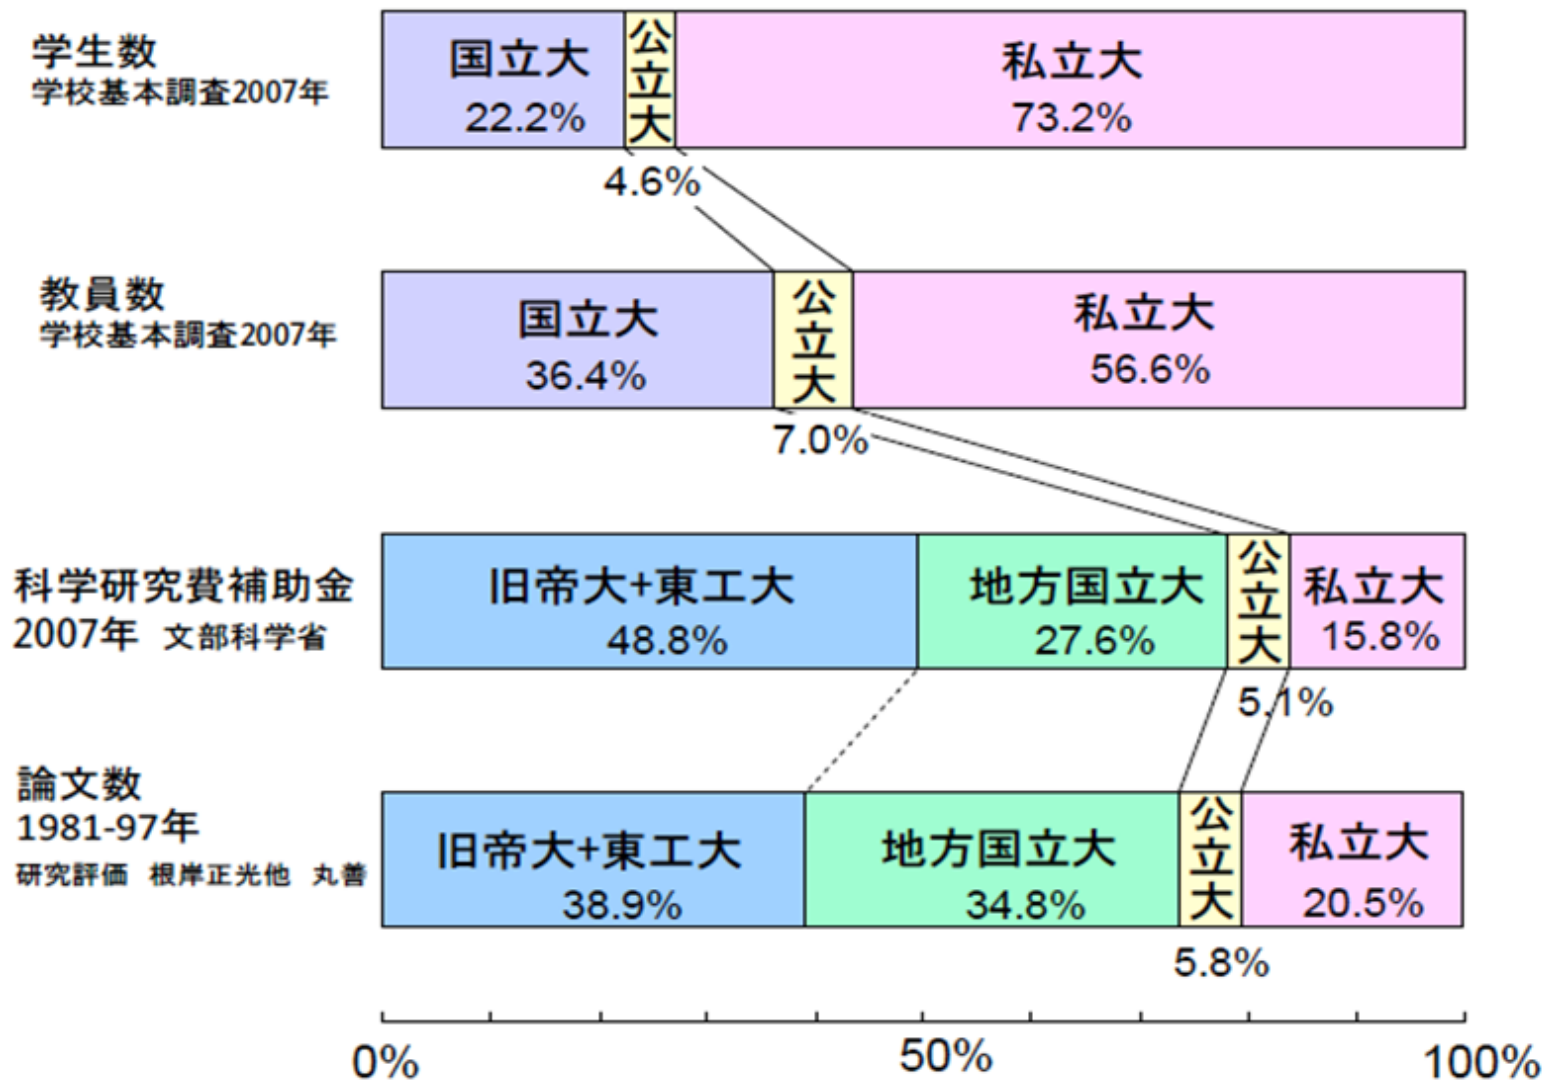 学生数
学校基本調査2007年
国立大
22.2%
公立大
4.6%
私立大
73.2%
教員数
学校基本調査2007年
国立大
36.4%
公立大
7.0%
私立大
56.6%
科学研究費補助金
2007年 文部科学省
旧帝大+東工大
48.8%
地方国立大
27.6%
公立大
5.1%
私立大
15.8%
論文数
1981-97年
研究評価 根岸正光他 丸善
旧帝大+東工大
38.9%
地方国立大
34.8%
公立大
5.8%
私立大
20.5%
0% 50% 100%